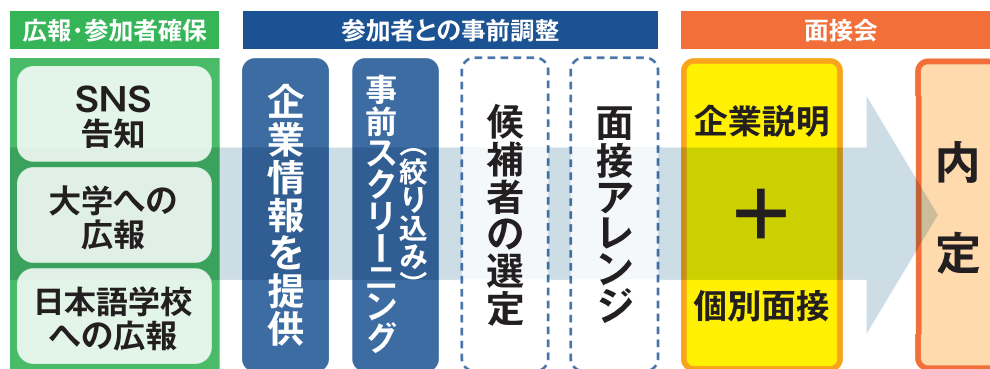 広報・参加者確保
SNS
告知
大学への
広報
日本語学校
への広報
参加者との事前調整
企業情報を提供
事前スクリーニング
（絞り込み）
候補者の選定
面接アレンジ
面接会
企業説明
＋
個別面接
内定